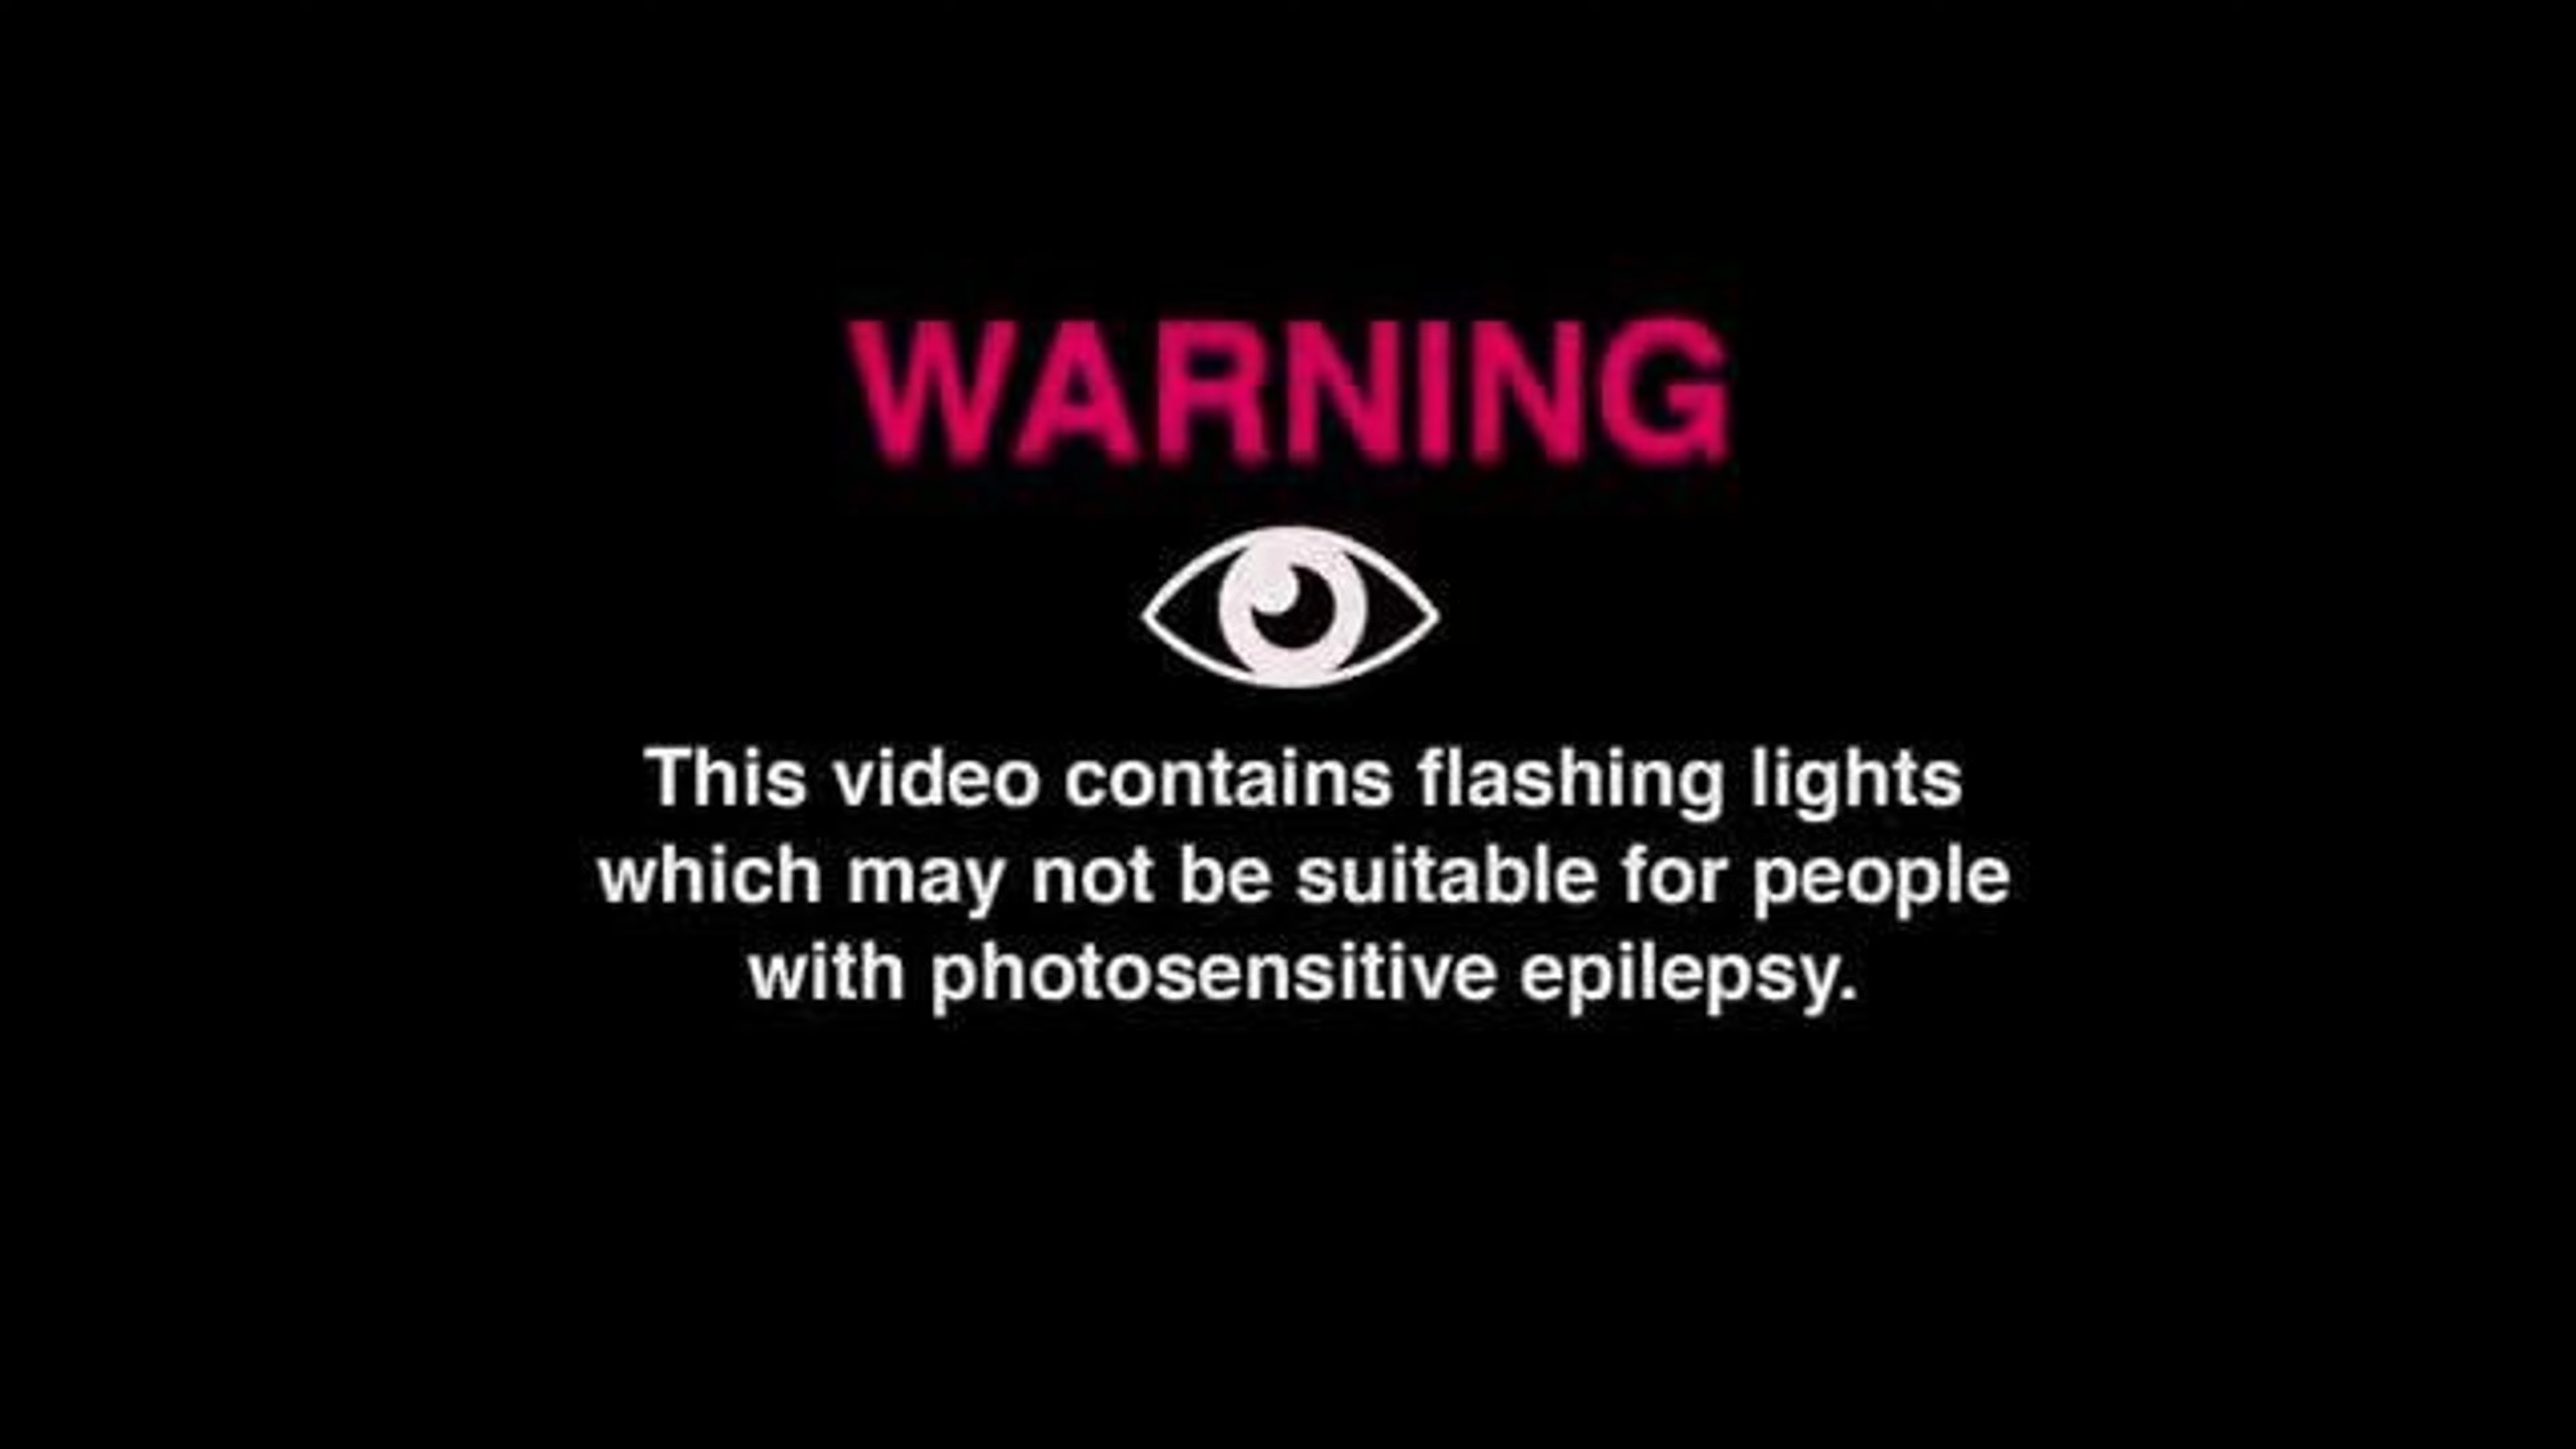 WARNING
This video contains flashing lights
which may not be suitable for people
with photosensitive epilepsy.